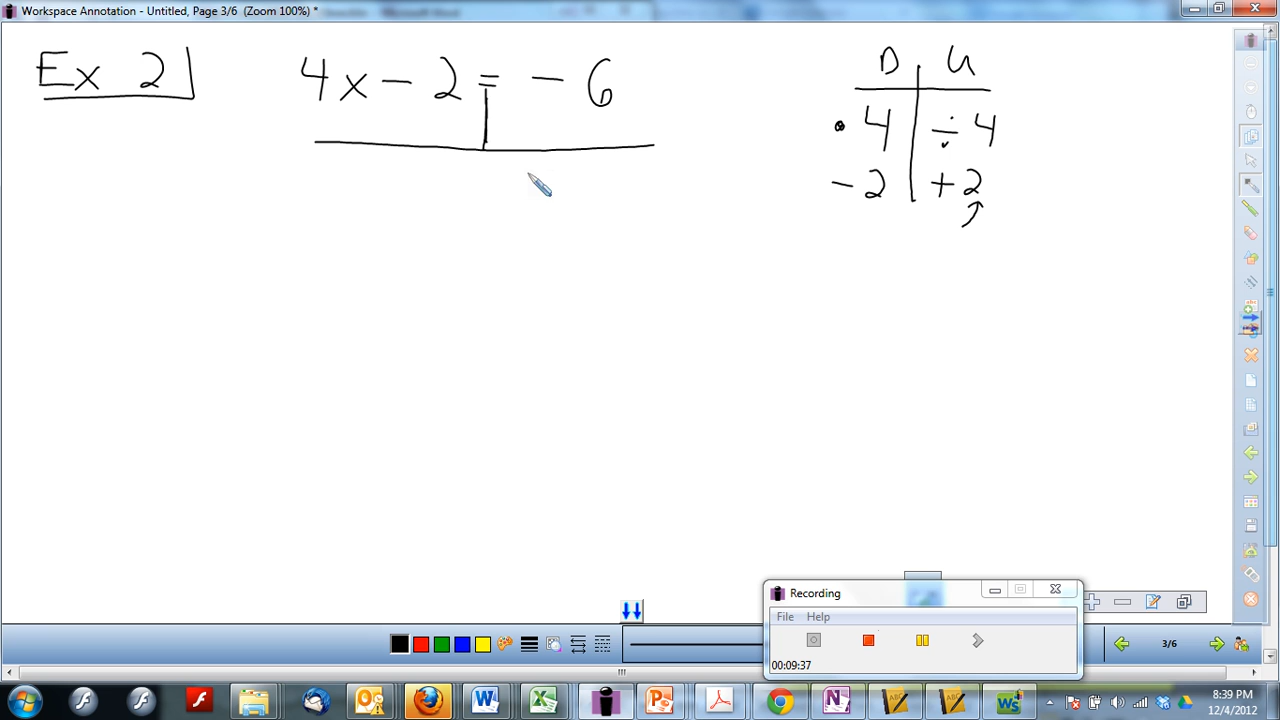 Workspace Annotation - Untitled, Page 3/6 (Zoom 100%) *
Ex 2
4x - 2 = - 6
D U
• 4 ÷ 4
- 2 + 2
Recording
File Help
00:09:37
3/6
8:39 PM
12/4/2012